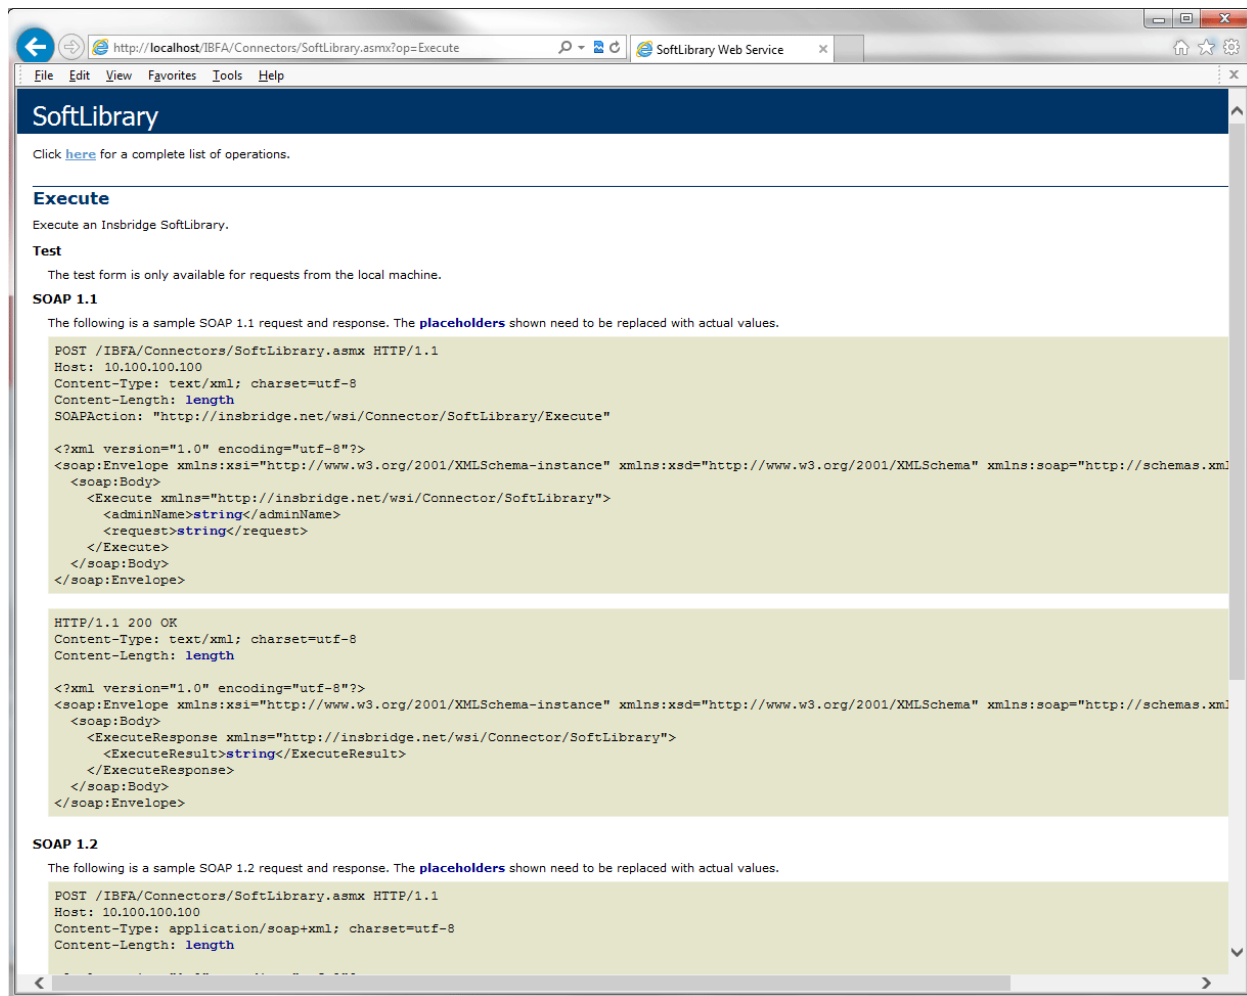 http://localhost/IBFA/Connectors/SoftLibrary.asmx?op=Execute
SoftLibrary Web Service
File Edit View Favorites Tools Help
SoftLibrary
Click here for a complete list of operations.
Execute
Execute an Insbridge SoftLibrary.
Test
The test form is only available for requests from the local machine.
SOAP 1.1
The following is a sample SOAP 1.1 request and response. The placeholders shown need to be replaced with actual values.
POST /IBFA/Connectors/SoftLibrary.asmx HTTP/1.1
Host: 10.100.100.100
Content-Type: text/xml; charset=utf-8
Content-Length: length
SOAPAction: "http://insbridge.net/wsi/Connector/SoftLibrary/Execute"
<?xml version="1.0" encoding="utf-8"?>
<soap:Envelope xmlns:xsi="http://www.w3.org/2001/XMLSchema-instance" xmlns:xsd="http://www.w3.org/2001/XMLSchema" xmlns:soap="http://schemas.xml
<soap:Body>
<Execute xmlns="http://insbridge.net/wsi/Connector/SoftLibrary">
<adminName>string</adminName>
<request>string</request>
</Execute>
</soap:Body>
</soap:Envelope>
HTTP/1.1 200 OK
Content-Type: text/xml; charset=utf-8
Content-Length: length
<?xml version="1.0" encoding="utf-8"?>
<soap:Envelope xmlns:xsi="http://www.w3.org/2001/XMLSchema-instance" xmlns:xsd="http://www.w3.org/2001/XMLSchema" xmlns:soap="http://schemas.xml
<soap:Body>
<ExecuteResponse xmlns="http://insbridge.net/wsi/Connector/SoftLibrary">
<ExecuteResult>string</ExecuteResult>
</ExecuteResponse>
</soap:Body>
</soap:Envelope>
SOAP 1.2
The following is a sample SOAP 1.2 request and response. The placeholders shown need to be replaced with actual values.
POST /IBFA/Connectors/SoftLibrary.asmx HTTP/1.1
Host: 10.100.100.100
Content-Type: application/soap+xml; charset=utf-8
Content-Length: length